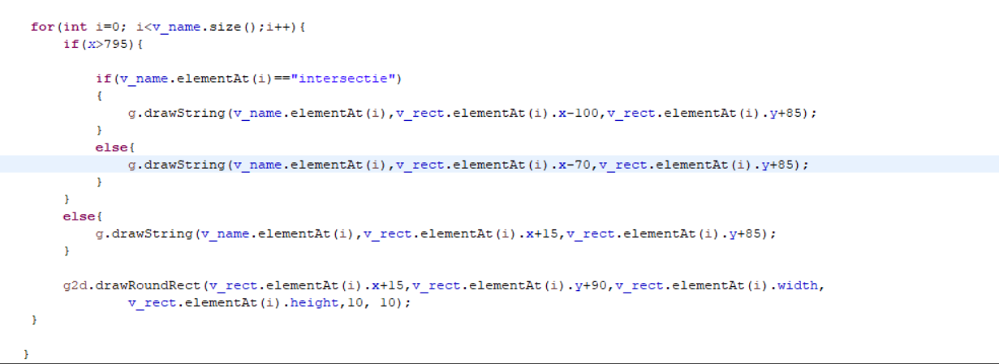 for(int i=0; i<v_name.size();i++){
if(x>795){
if(v_name.elementAt(i)=="intersectie")
{
g.drawString(v_name.elementAt(i),v_rect.elementAt(i).x-100,v_rect.elementAt(i).y+85);
}
else{
g.drawString(v_name.elementAt(i),v_rect.elementAt(i).x-70,v_rect.elementAt(i).y+85);
}
}
else{
g.drawString(v_name.elementAt(i),v_rect.elementAt(i).x+15,v_rect.elementAt(i).y+85);
}
g2d.drawRoundRect(v_rect.elementAt(i).x+15,v_rect.elementAt(i).y+90,v_rect.elementAt(i).width,
v_rect.elementAt(i).height,10, 10);
}
}